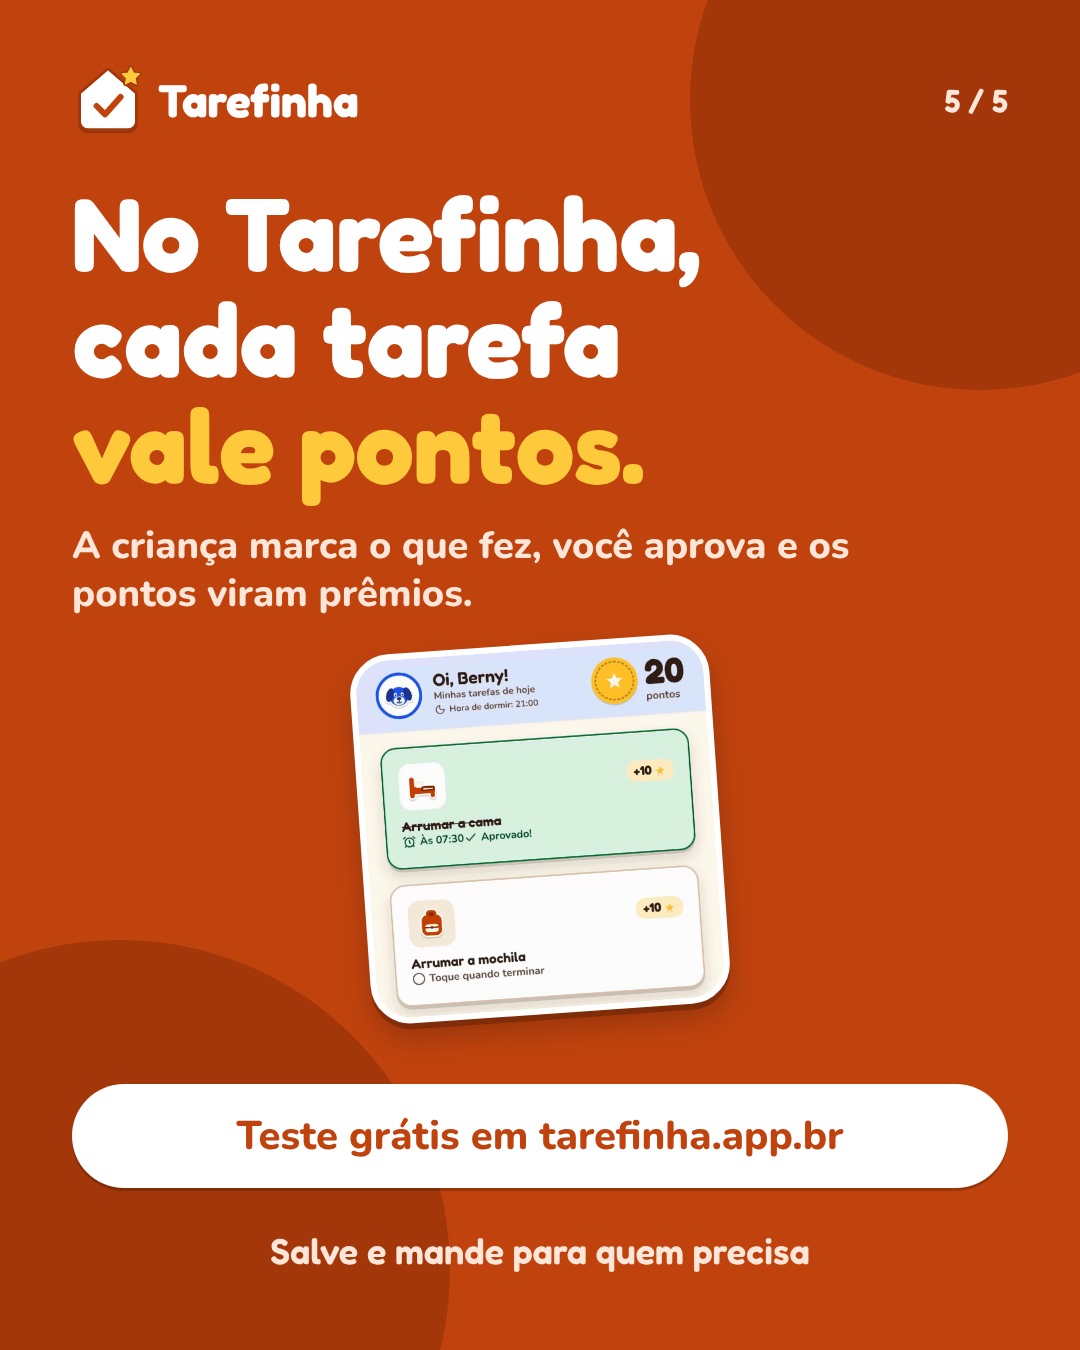 Tarefinha
5 / 5
No Tarefinha,
cada tarefa
vale pontos.
A criança marca o que fez, você aprova e os
pontos viram prêmios.
Oi, Berny!
Minhas tarefas de hoje
Hora de dormir: 21:00
20
pontos
+10
Arrumar a cama
Às 07:30 Aprovado!
+10
Arrumar a mochila
Toque quando terminar
Teste grátis em tarefinha.app.br
Salve e mande para quem precisa